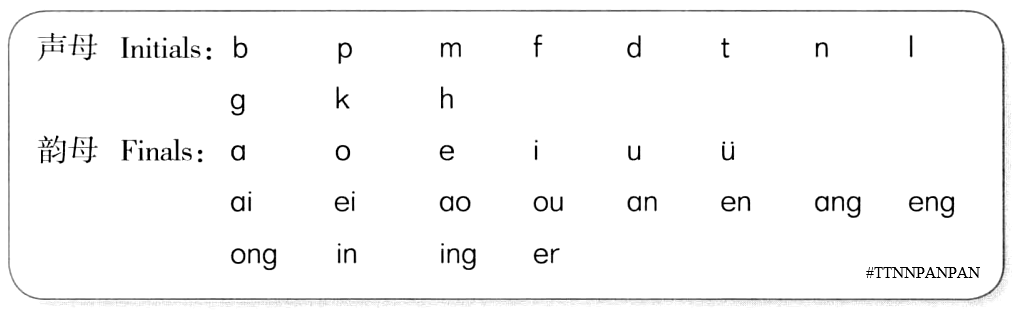 声母 Initials: b p m f d t n l
g k h
韵母 Finals: ɑ o e i u ü
ɑi ei ɑo ou ɑn en ɑng eng
ong in ing er
#TTNNPANPAN